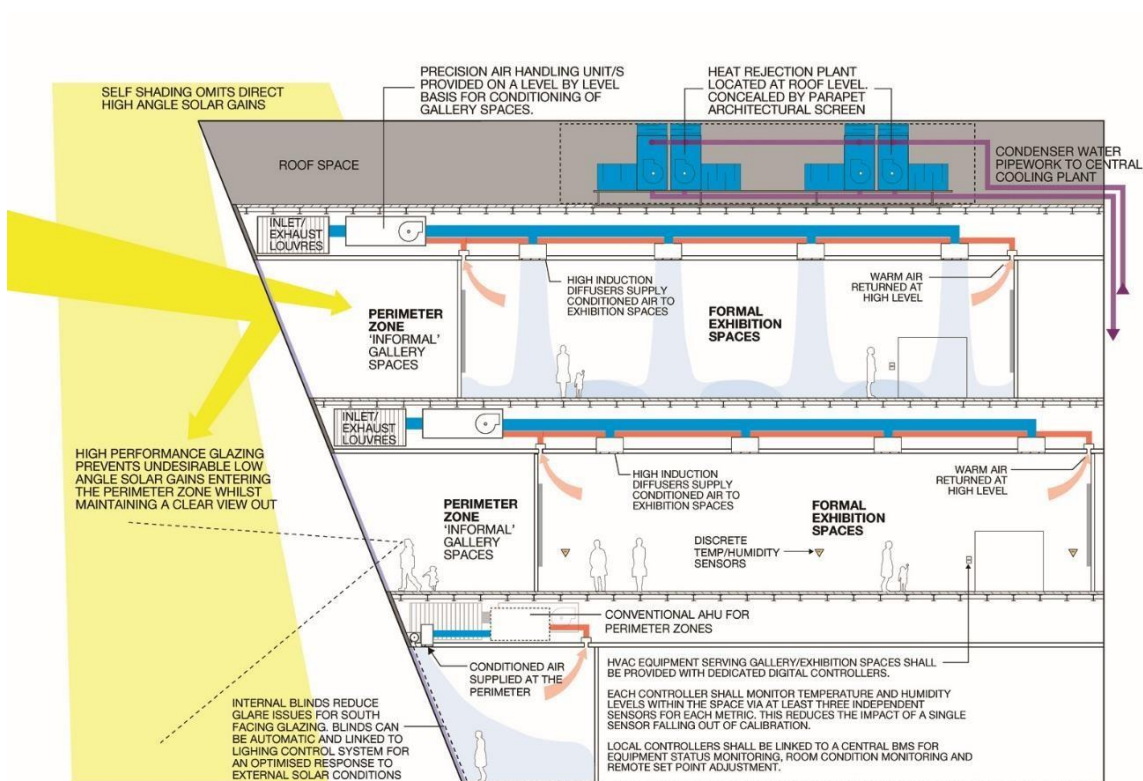 SELF SHADING OMITS DIRECT
HIGH ANGLE SOLAR GAINS
PRECISION AIR HANDLING UNIT/S
PROVIDED ON A LEVEL BY LEVEL
BASIS FOR CONDITIONING OF
GALLERY SPACES.
HEAT REJECTION PLANT
LOCATED AT ROOF LEVEL.
CONCEALED BY PARAPET
ARCHITECTURAL SCREEN
ROOF SPACE
CONDENSER WATER
PIPEWORK TO CENTRAL
COOLING PLANT
INLET/
EXHAUST
LOUVRES
HIGH INDUCTION
DIFFUSERS SUPPLY
CONDITIONED AIR TO
EXHIBITION SPACES
WARM AIR
RETURNED AT
HIGH LEVEL
PERIMETER
ZONE
'INFORMAL'
GALLERY
SPACES
FORMAL
EXHIBITION
SPACES
INLET/
EXHAUST
LOUVRES
HIGH PERFORMANCE GLAZING
PREVENTS UNDESIRABLE LOW
ANGLE SOLAR GAINS ENTERING
THE PERIMETER ZONE WHILST
MAINTAINING A CLEAR VIEW OUT
HIGH INDUCTION
DIFFUSERS SUPPLY
CONDITIONED AIR TO
EXHIBITION SPACES
WARM AIR
RETURNED AT
HIGH LEVEL
PERIMETER
ZONE
'INFORMAL'
GALLERY
SPACES
FORMAL
EXHIBITION
SPACES
DISCRETE
TEMP/HUMIDITY
SENSORS
CONVENTIONAL AHU FOR
PERIMETER ZONES
CONDITIONED AIR
SUPPLIED AT THE
PERIMETER
HVAC EQUIPMENT SERVING GALLERY/EXHIBITION SPACES SHALL
BE PROVIDED WITH DEDICATED DIGITAL CONTROLLERS.
EACH CONTROLLER SHALL MONITOR TEMPERATURE AND HUMIDITY
LEVELS WITHIN THE SPACE VIA AT LEAST THREE INDEPENDENT
SENSORS FOR EACH METRIC. THIS REDUCES THE IMPACT OF A SINGLE
SENSOR FALLING OUT OF CALIBRATION.
LOCAL CONTROLLERS SHALL BE LINKED TO A CENTRAL BMS FOR
EQUIPMENT STATUS MONITORING, ROOM CONDITION MONITORING AND
REMOTE SET POINT ADJUSTMENT.
INTERNAL BLINDS REDUCE
GLARE ISSUES FOR SOUTH
FACING GLAZING. BLINDS CAN
BE AUTOMATIC AND LINKED TO
LIGHING CONTROL SYSTEM FOR
AN OPTIMISED RESPONSE TO
EXTERNAL SOLAR CONDITIONS